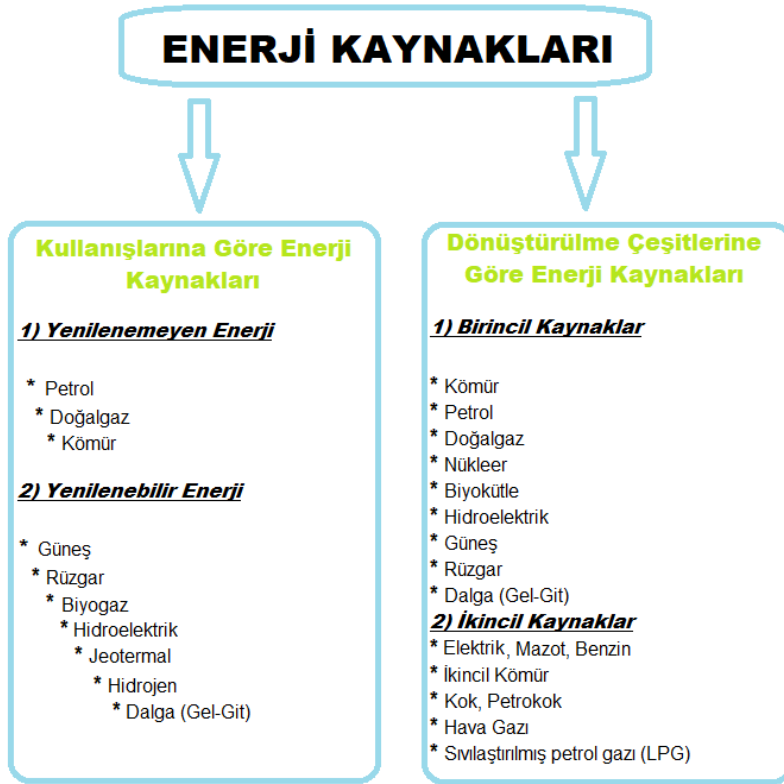 ENERJİ KAYNAKLARI
Kullanışlarına Göre Enerji
Kaynakları
1) Yenilenemeyen Enerji
* Petrol
* Doğalgaz
* Kömür
2) Yenilenebilir Enerji
* Güneş
* Rüzgar
* Biyogaz
* Hidroelektrik
* Jeotermal
* Hidrojen
* Dalga (Gel-Git)
Dönüştürülme Çeşitlerine
Göre Enerji Kaynakları
1) Birincil Kaynaklar
* Kömür
* Petrol
* Doğalgaz
* Nükleer
* Biyokütle
* Hidroelektrik
* Güneş
* Rüzgar
* Dalga (Gel-Git)
2) İkincil Kaynaklar
* Elektrik, Mazot, Benzin
* İkincil Kömür
* Kok, Petrokok
* Hava Gazı
* Sıvılaştırılmış petrol gazı (LPG)